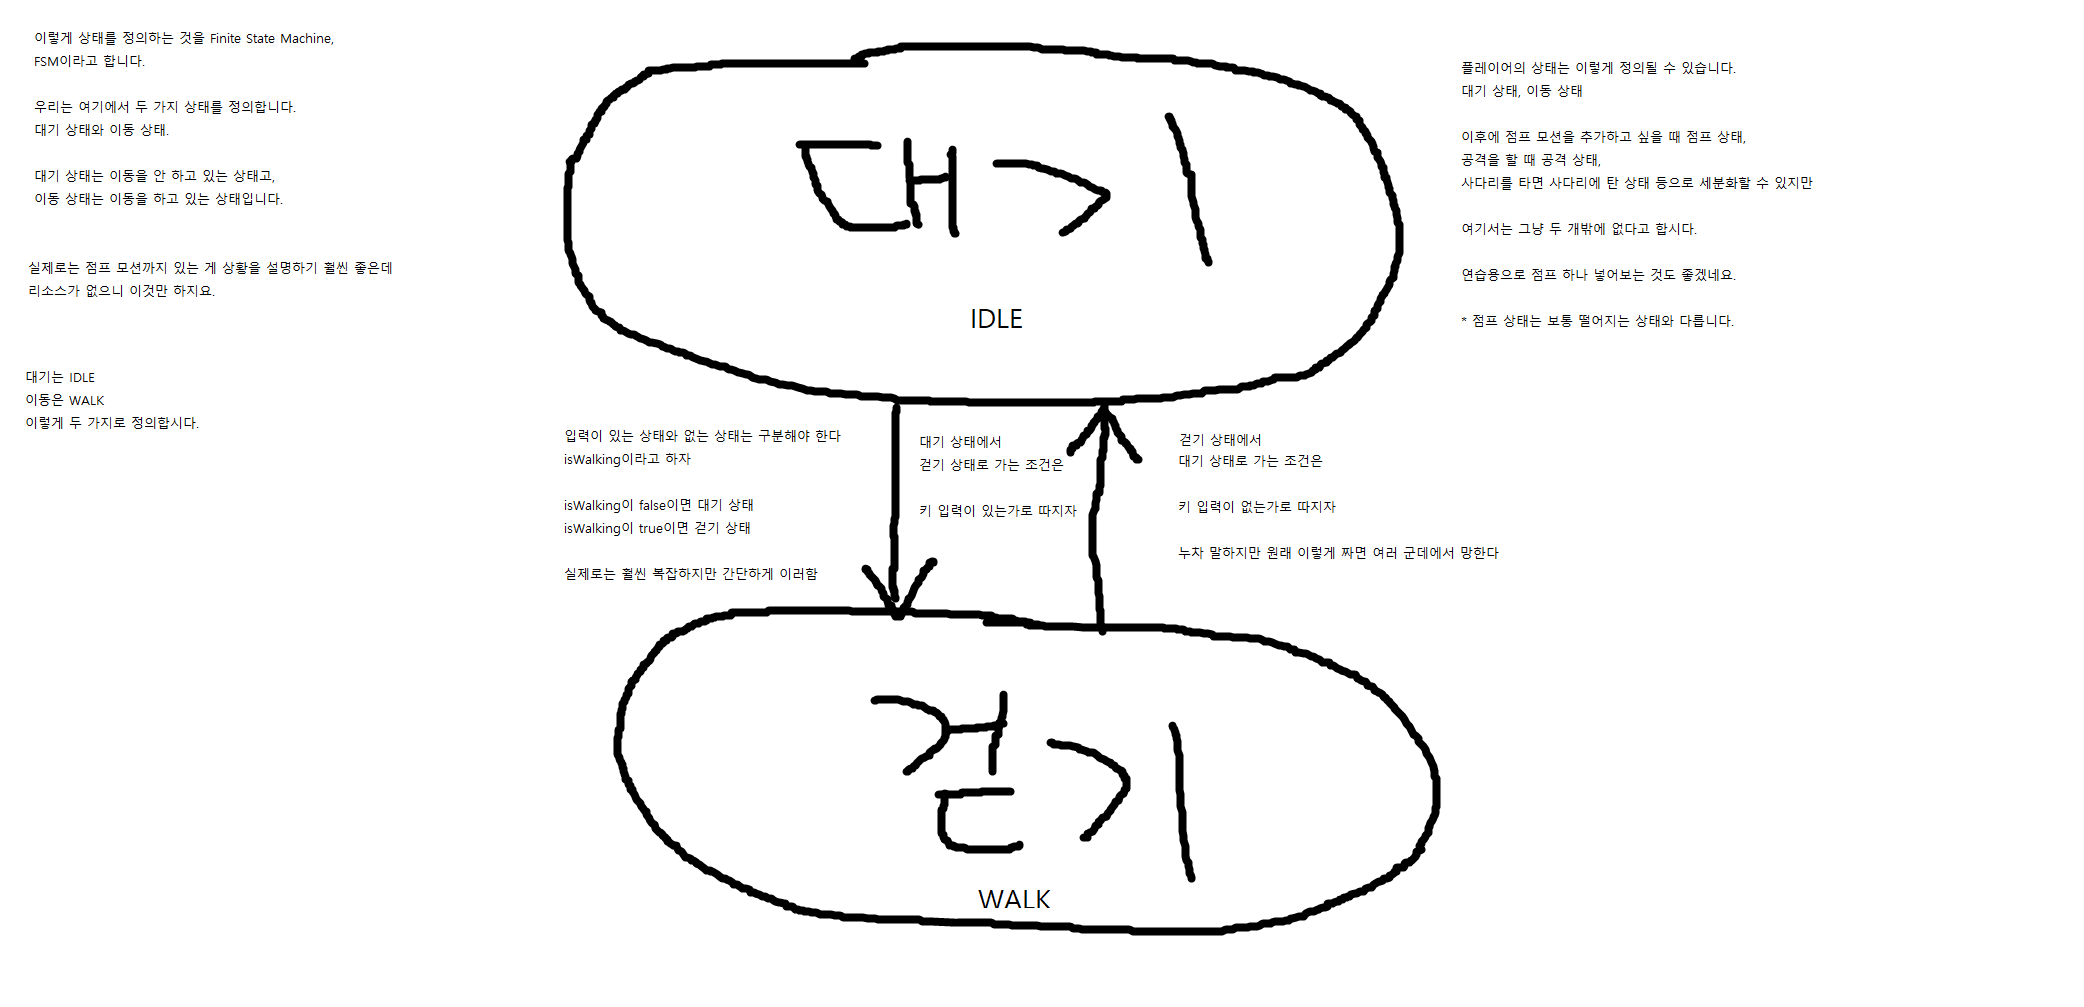 이렇게 상태를 정의하는 것을 Finite State Machine,
FSM이라고 합니다.
우리는 여기에서 두 가지 상태를 정의합니다.
대기 상태와 이동 상태.
대기 상태는 이동을 안 하고 있는 상태고,
이동 상태는 이동을 하고 있는 상태입니다.
실제로는 점프 모션까지 있는 게 상황을 설명하기 훨씬 좋은데
리소스가 없으니 이것만 하지요.
대기는 IDLE
이동은 WALK
이렇게 두 가지로 정의합시다.
대기
IDLE
플레이어의 상태는 이렇게 정의될 수 있습니다.
대기 상태, 이동 상태
이후에 점프 모션을 추가하고 싶을 때 점프 상태,
공격을 할 때 공격 상태,
사다리를 타면 사다리에 탄 상태 등으로 세분화할 수 있지만
여기서는 그냥 두 개밖에 없다고 합시다.
연습용으로 점프 하나 넣어보는 것도 좋겠네요.
* 점프 상태는 보통 떨어지는 상태와 다릅니다.
입력이 있는 상태와 없는 상태는 구분해야 한다
isWalking이라고 하자
isWalking이 false이면 대기 상태
isWalking이 true이면 걷기 상태
실제로는 훨씬 복잡하지만 간단하게 이러함
대기 상태에서
걷기 상태로 가는 조건은
키 입력이 있는가로 따지자
걷기 상태에서
대기 상태로 가는 조건은
키 입력이 없는가로 따지자
누차 말하지만 원래 이렇게 짜면 여러 군데에서 망한다
걷기
WALK